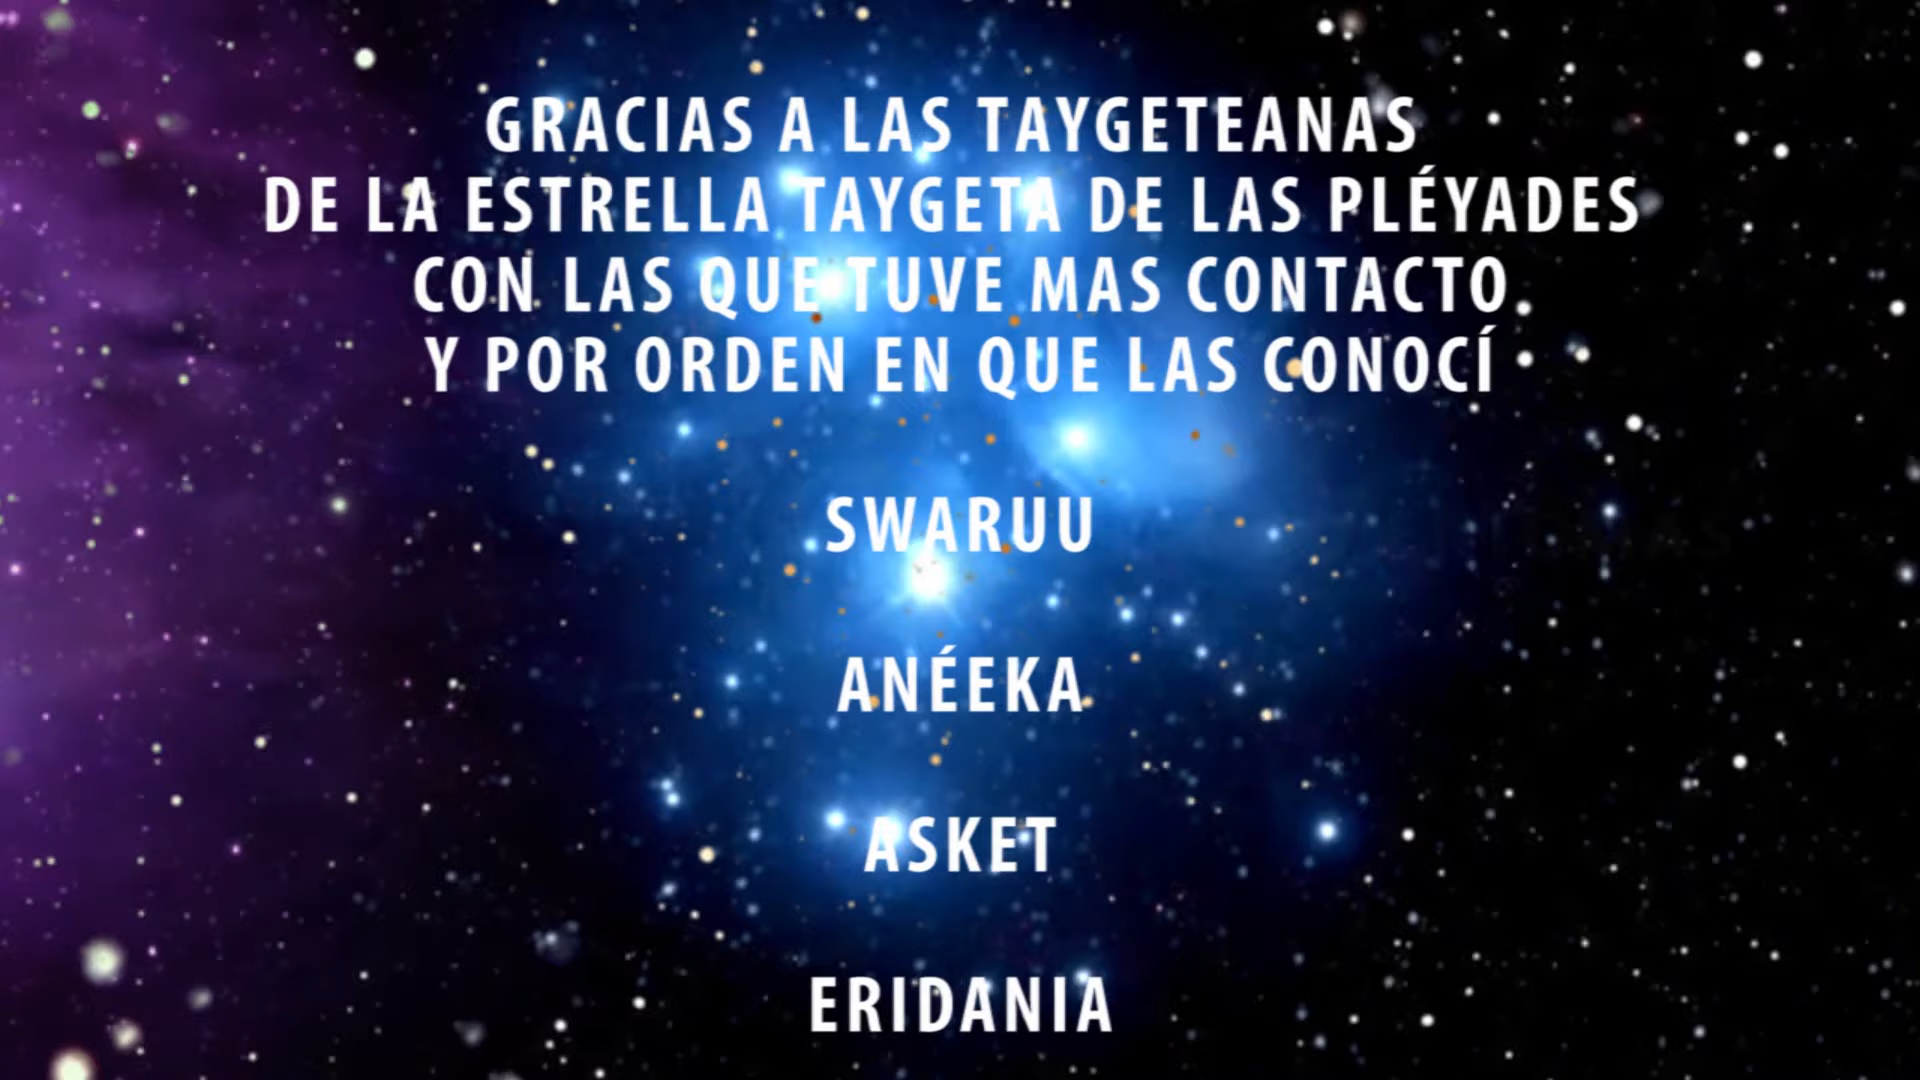 GRACIAS A LAS TAYGETEANAS
DE LA ESTRELLA TAYGETA DE LAS PLÉYADES
CON LAS QUE TUVE MAS CONTACTO
Y POR ORDEN EN QUE LAS CONOCÍ
SWARUU
ANÉEKA
ASKET
ERIDANIA